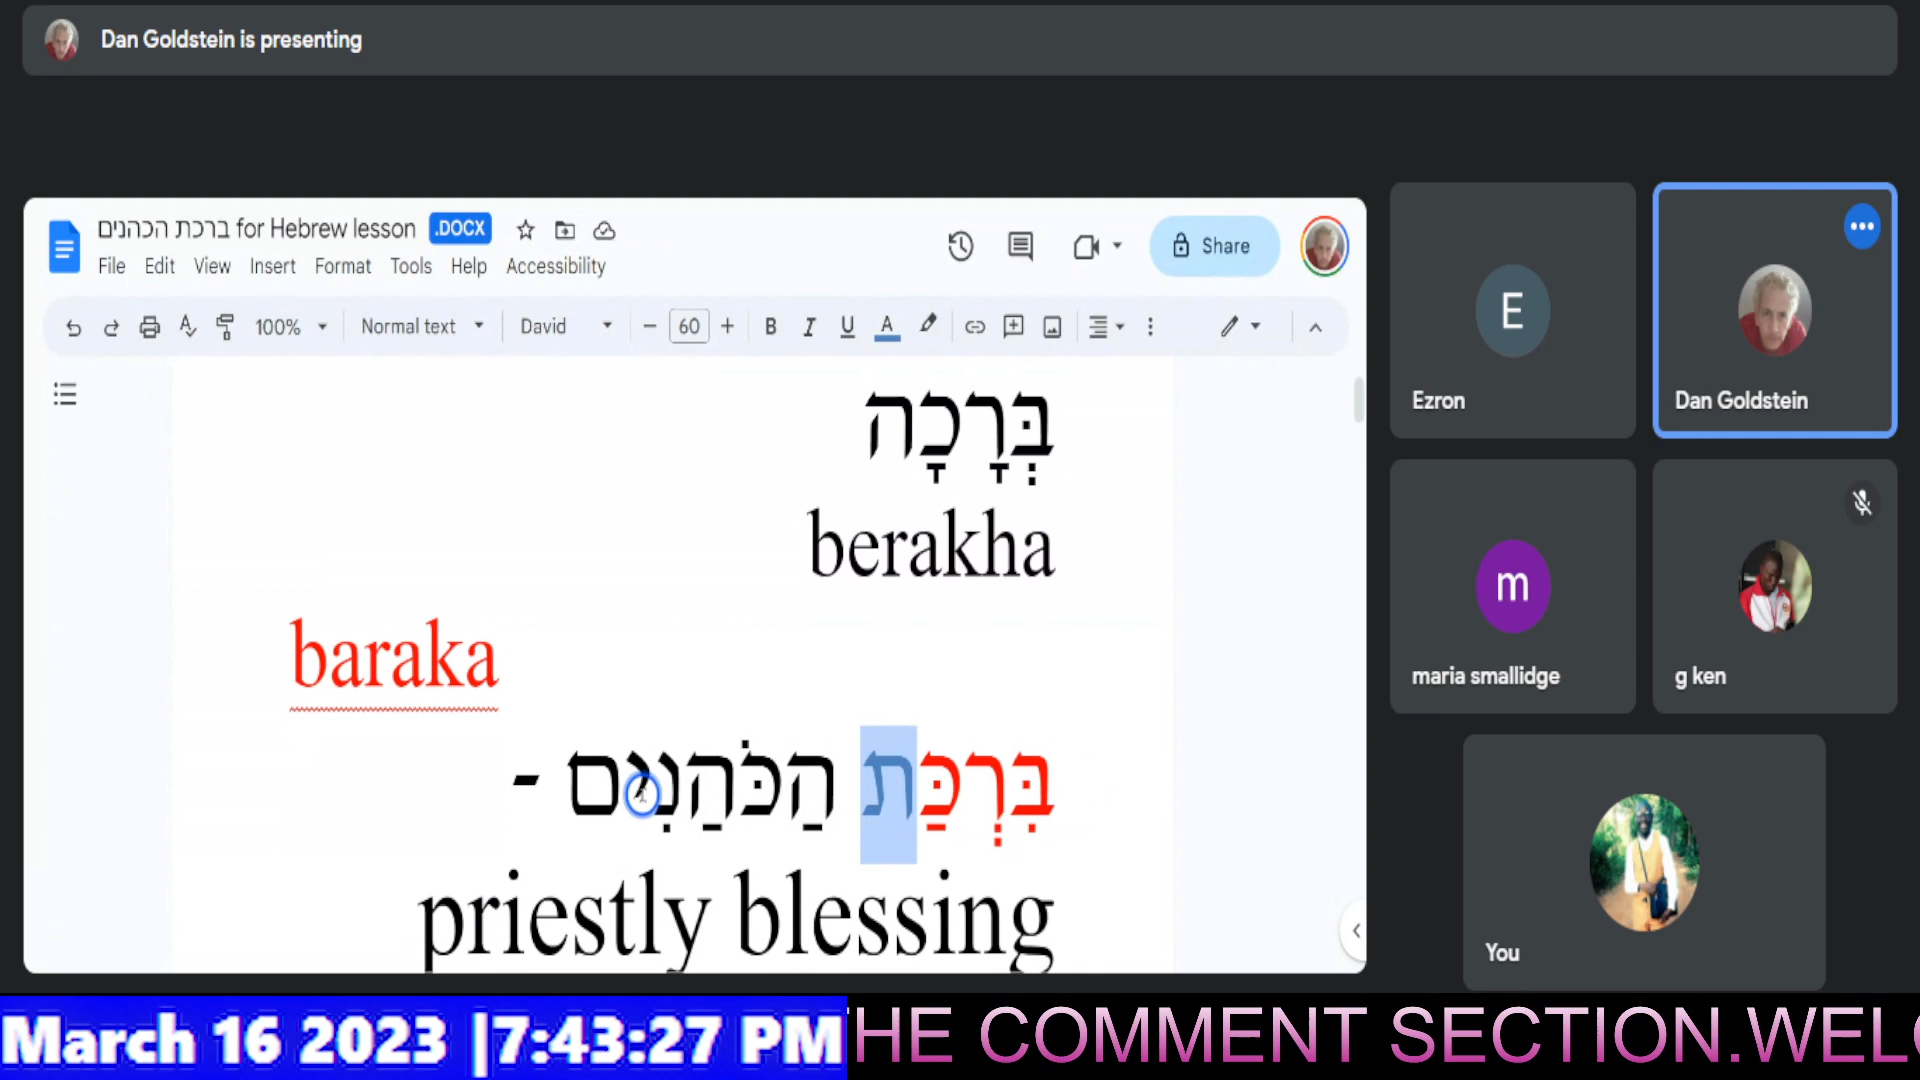 Dan Goldstein is presenting
ברכת הכהנים for Hebrew lesson .DOCX
Share
File Edit View Insert Format Tools Help Accessibility
100% Normal text David 60 B I U A
בְּרָכָה
berakha
baraka
בִּרְכַּת הַכֹּהַנִים -
priestly blessing
E
Ezron
Dan Goldstein
m
maria smallidge
g ken
You
March 16 2023 |7:43:27 PM
HE COMMENT SECTION.WELC